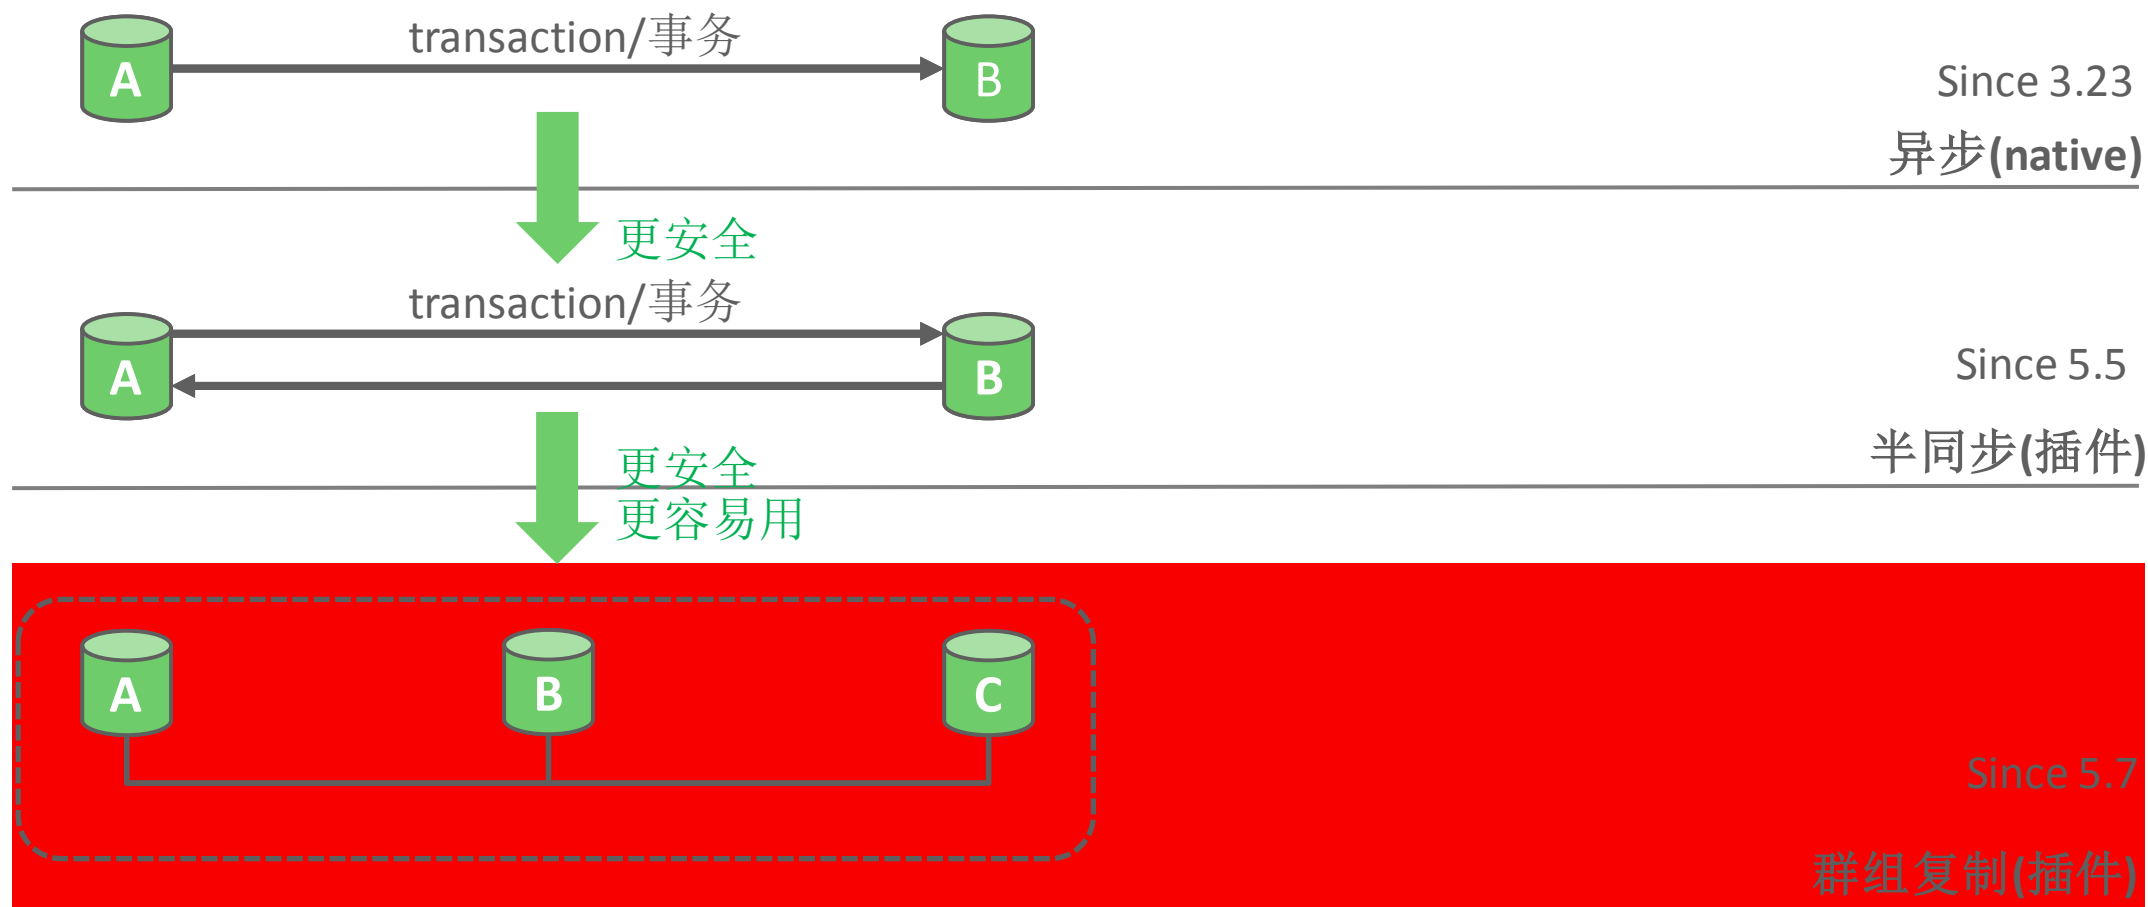 transaction/事务
A
B
Since 3.23
异步(native)
更安全
transaction/事务
A
B
Since 5.5
半同步(插件)
更安全
更容易用
A
B
C
Since 5.7
群组复制(插件)